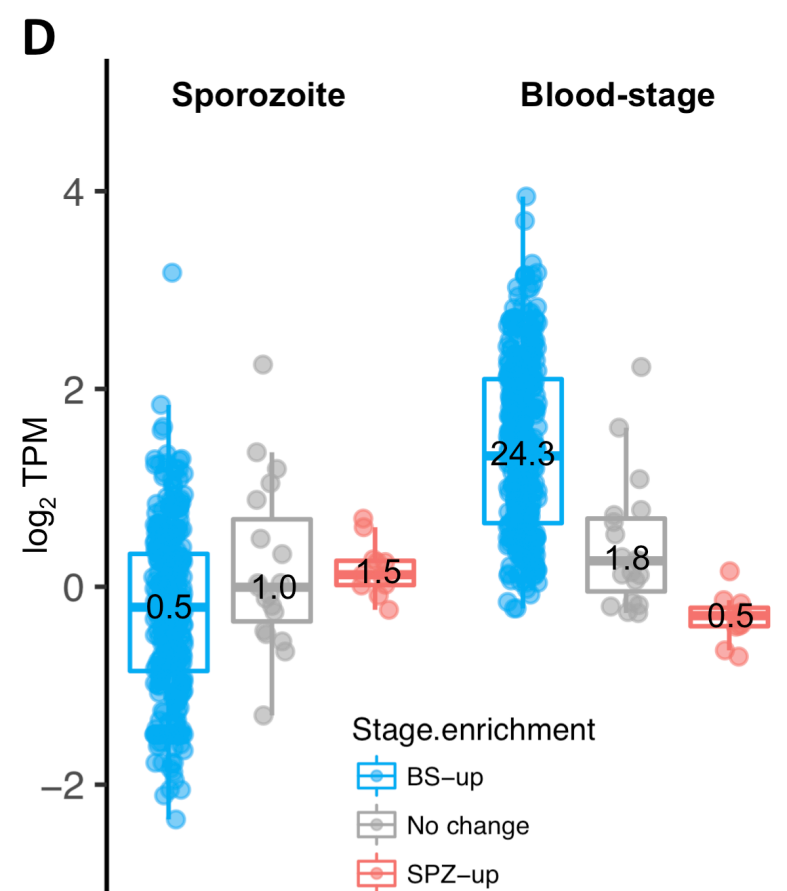 D
Sporozoite Blood-stage
4
2
0
−2
log2 TPM
0.5 1.0 1.5 24.3 1.8 0.5
Stage.enrichment
BS−up
No change
SPZ−up